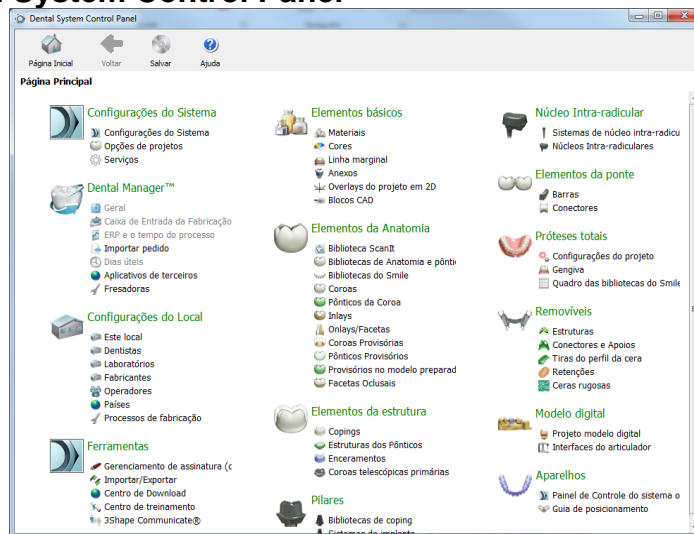 System Control Panel
Dental System Control Panel
Página Inicial
Voltar
Salvar
Ajuda
Página Principal
Configurações do Sistema
Configurações do Sistema
Opções de projetos
Serviços
Dental Manager™
Geral
Caixa de Entrada da Fabricação
ERP e o tempo do processo
Importar pedido
Dias úteis
Aplicativos de terceiros
Fresadoras
Configurações do Local
Este local
Dentistas
Laboratórios
Fabricantes
Operadores
Países
Processos de fabricação
Ferramentas
Gerenciamento de assinatura (c
Importar/Exportar
Centro de Download
Centro de treinamento
3Shape Communicate®
Elementos básicos
Materiais
Cores
Linha marginal
Anexos
Overlays do projeto em 2D
Blocos CAD
Elementos da Anatomia
Biblioteca ScanIt
Bibliotecas de Anatomia e pônti
Bibliotecas do Smile
Coroas
Pônticos da Coroa
Inlays
Onlays/Facetas
Coroas Provisórias
Pônticos Provisórios
Provisórios no modelo preparad
Facetas Oclusais
Elementos da estrutura
Copings
Estruturas dos Pônticos
Enceramentos
Coroas telescópicas primárias
Pilares
Bibliotecas de coping
Sistemas de implante
Núcleo Intra-radicular
Sistemas de núcleo intra-radicu
Núcleos Intra-radiculares
Elementos da ponte
Barras
Conectores
Próteses totais
Configurações do projeto
Gengiva
Quadro das bibliotecas do Smile
Removíveis
Estruturas
Conectores e Apoios
Tiras do perfil da cera
Retenções
Ceras rugosas
Modelo digital
Projeto modelo digital
Interfaces do articulador
Aparelhos
Painel de Controle do sistema o
Guia de posicionamento